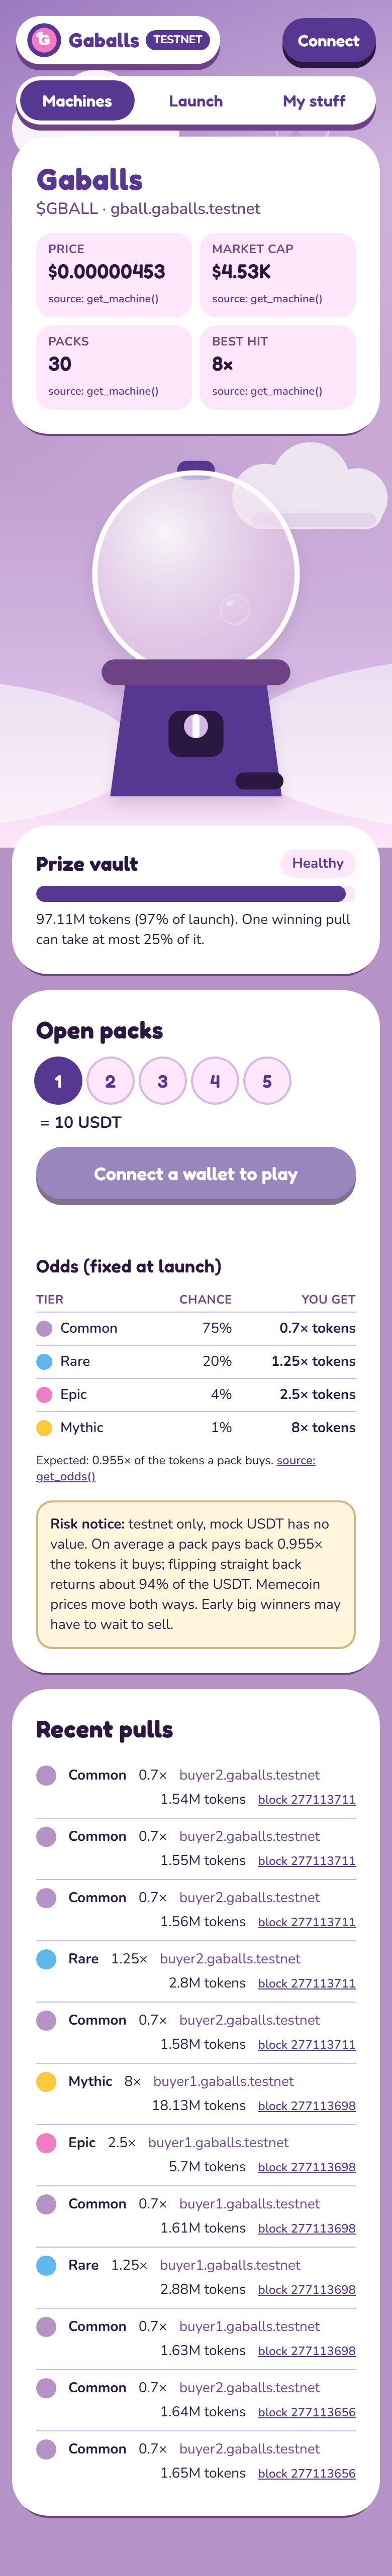 Gaballs TESTNET
Connect
Machines Launch My stuff
Gaballs
$GBALL · gball.gaballs.testnet
PRICE
$0.00000453
source: get_machine()
MARKET CAP
$4.53K
source: get_machine()
PACKS
30
source: get_machine()
BEST HIT
8×
source: get_machine()
Prize vault
Healthy
97.11M tokens (97% of launch). One winning pull
can take at most 25% of it.
Open packs
1 2 3 4 5
= 10 USDT
Connect a wallet to play
Odds (fixed at launch)
TIER CHANCE YOU GET
Common 75% 0.7× tokens
Rare 20% 1.25× tokens
Epic 4% 2.5× tokens
Mythic 1% 8× tokens
Expected: 0.955× of the tokens a pack buys. source:
get_odds()
Risk notice: testnet only, mock USDT has no
value. On average a pack pays back 0.955×
the tokens it buys; flipping straight back
returns about 94% of the USDT. Memecoin
prices move both ways. Early big winners may
have to wait to sell.
Recent pulls
Common 0.7× buyer2.gaballs.testnet
1.54M tokens block 277113711
Common 0.7× buyer2.gaballs.testnet
1.55M tokens block 277113711
Common 0.7× buyer2.gaballs.testnet
1.56M tokens block 277113711
Rare 1.25× buyer2.gaballs.testnet
2.8M tokens block 277113711
Common 0.7× buyer2.gaballs.testnet
1.58M tokens block 277113711
Mythic 8× buyer1.gaballs.testnet
18.13M tokens block 277113698
Epic 2.5× buyer1.gaballs.testnet
5.7M tokens block 277113698
Common 0.7× buyer1.gaballs.testnet
1.61M tokens block 277113698
Rare 1.25× buyer1.gaballs.testnet
2.88M tokens block 277113698
Common 0.7× buyer1.gaballs.testnet
1.63M tokens block 277113698
Common 0.7× buyer2.gaballs.testnet
1.64M tokens block 277113656
Common 0.7× buyer2.gaballs.testnet
1.65M tokens block 277113656